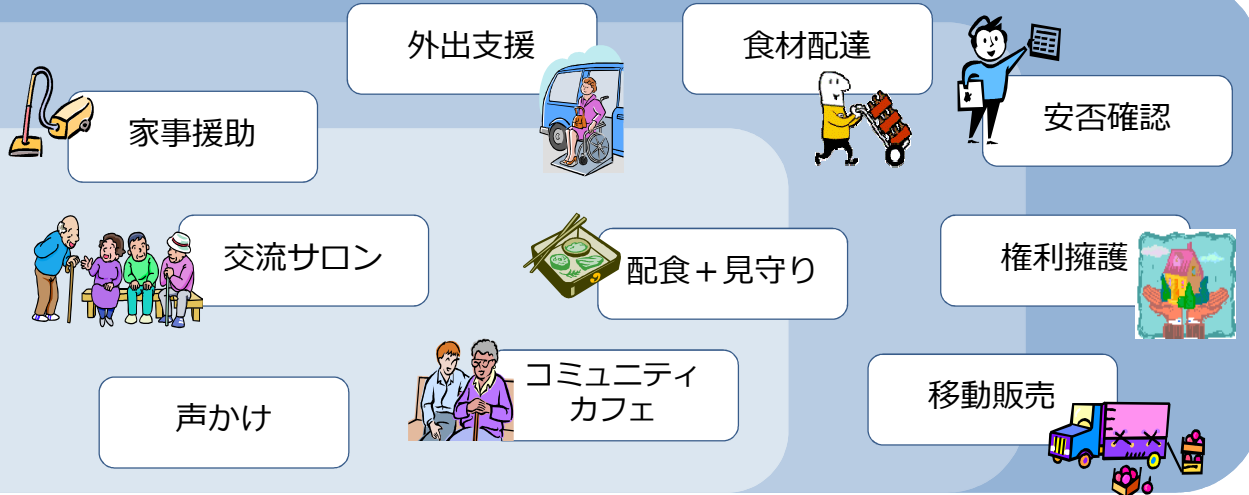 外出支援
食材配達
家事援助
安否確認
交流サロン
配食＋見守り
権利擁護
声かけ
コミュニティ
カフェ
移動販売